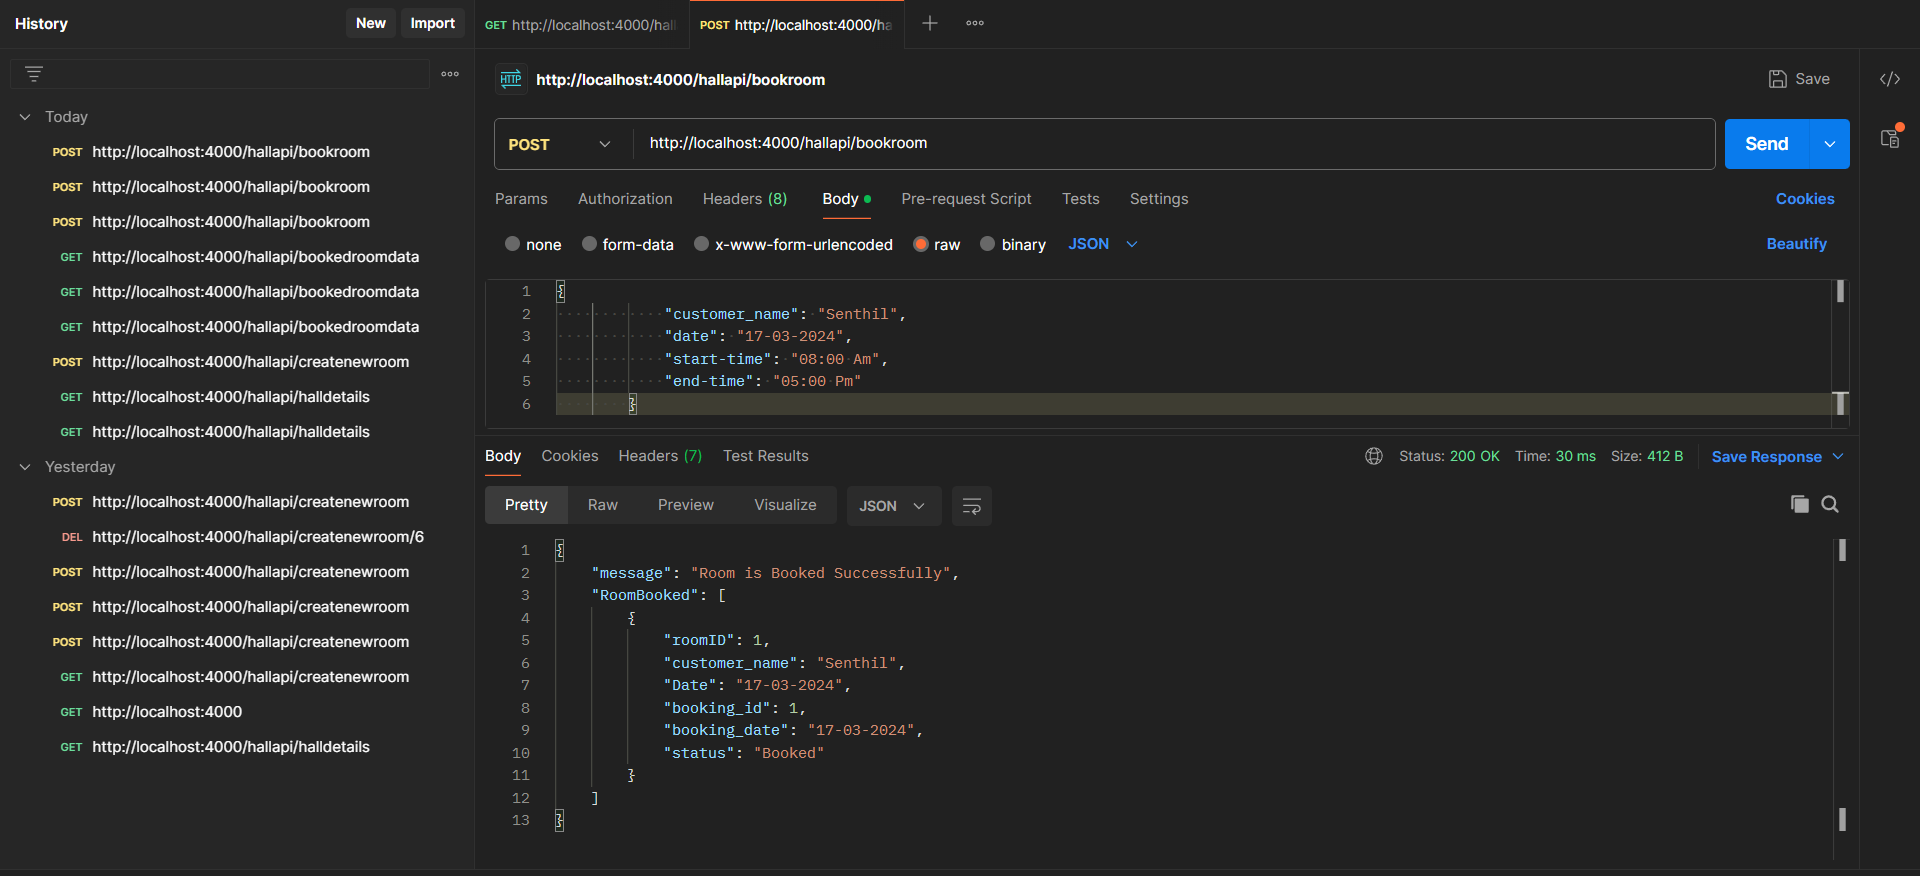 History
New
Import
Today
POST http://localhost:4000/hallapi/bookroom
POST http://localhost:4000/hallapi/bookroom
POST http://localhost:4000/hallapi/bookroom
GET http://localhost:4000/hallapi/bookedroomdata
GET http://localhost:4000/hallapi/bookedroomdata
GET http://localhost:4000/hallapi/bookedroomdata
POST http://localhost:4000/hallapi/createnewroom
GET http://localhost:4000/hallapi/halldetails
GET http://localhost:4000/hallapi/halldetails
Yesterday
POST http://localhost:4000/hallapi/createnewroom
DEL http://localhost:4000/hallapi/createnewroom/6
POST http://localhost:4000/hallapi/createnewroom
POST http://localhost:4000/hallapi/createnewroom
POST http://localhost:4000/hallapi/createnewroom
GET http://localhost:4000/hallapi/createnewroom
GET http://localhost:4000
GET http://localhost:4000/hallapi/halldetails
GET http://localhost:4000/hall
POST http://localhost:4000/ha
HTTP http://localhost:4000/hallapi/bookroom
Save
POST http://localhost:4000/hallapi/bookroom
Send
Params Authorization Headers (8) Body Pre-request Script Tests Settings Cookies
none form-data x-www-form-urlencoded raw binary JSON Beautify
1 {
2 "customer_name": "Senthil",
3 "date": "17-03-2024",
4 "start-time": "08:00 Am",
5 "end-time": "05:00 Pm"
6 }
Body Cookies Headers (7) Test Results Status: 200 OK Time: 30 ms Size: 412 B Save Response
Pretty Raw Preview Visualize JSON
1 {
2 "message": "Room is Booked Successfully",
3 "RoomBooked": [
4 {
5 "roomID": 1,
6 "customer_name": "Senthil",
7 "Date": "17-03-2024",
8 "booking_id": 1,
9 "booking_date": "17-03-2024",
10 "status": "Booked"
11 }
12 ]
13 }